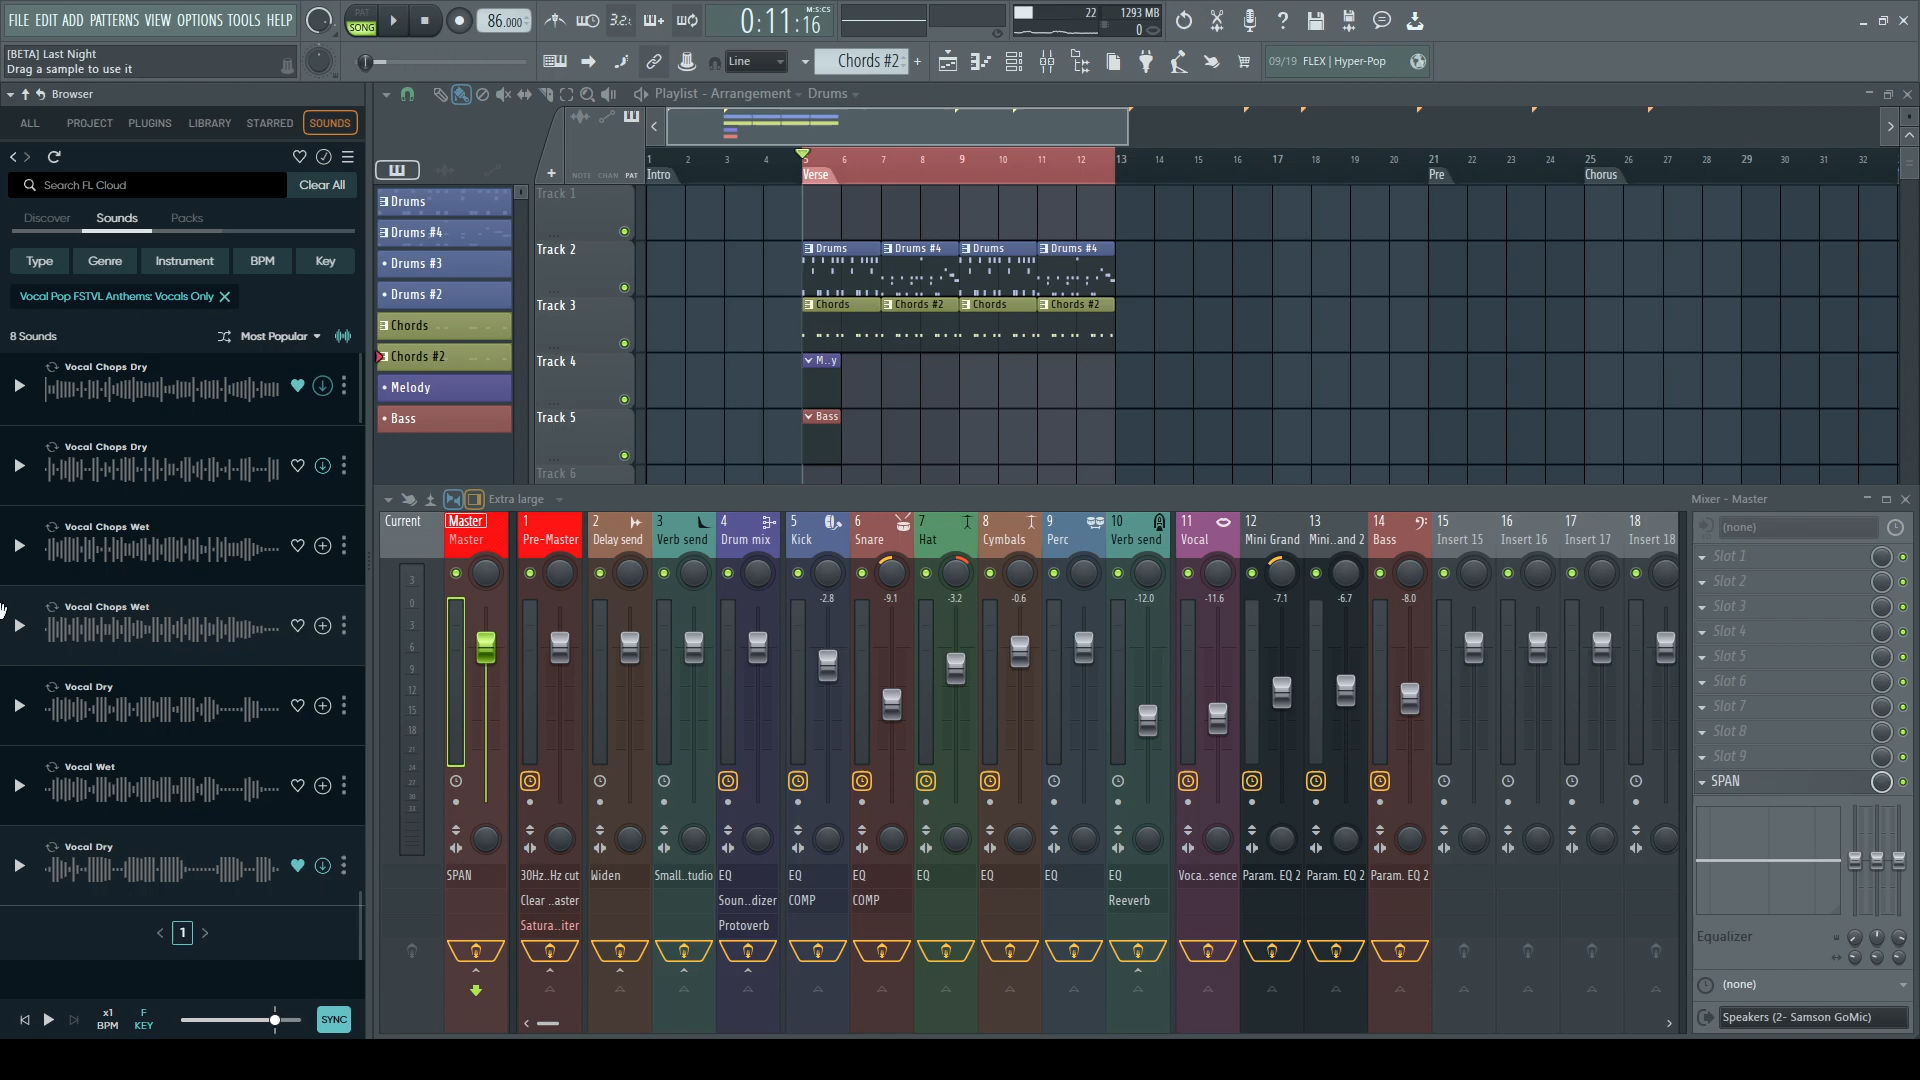 FILE EDIT ADD PATTERNS VIEW OPTIONS TOOLS HELP
PAT
SONG
86.000
3.2.
0:11:16
M:S:CS
22
1293 MB
0
[BETA] Last Night
Drag a sample to use it
Line
Chords #2
09/19 FLEX | Hyper-Pop
Browser
Playlist - Arrangement - Drums
ALL PROJECT PLUGINS LIBRARY STARRED SOUNDS
Search FL Cloud
Clear All
Discover Sounds Packs
Type Genre Instrument BPM Key
Vocal Pop FSTVL Anthems: Vocals Only
8 Sounds
Most Popular
Vocal Chops Dry
Vocal Chops Dry
Vocal Chops Wet
Vocal Chops Wet
Vocal Dry
Vocal Wet
Vocal Dry
1
x1
BPM
F
KEY
SYNC
Drums
Drums #4
Drums #3
Drums #2
Chords
Chords #2
Melody
Bass
NOTE CHAN PAT
1 2 3 4 5 6 7 8 9 10 11 12 13 14 15 16 17 18 19 20 21 22 23 24 25 26 27 28 29 30 31 32
Intro Verse Pre Chorus
Track 1
Track 2
Drums Drums #4 Drums Drums #4
Track 3
Chords Chords #2 Chords Chords #2
Track 4
M..y
Track 5
Bass
Track 6
Extra large
Mixer - Master
Current Master 1 2 3 4 5 6 7 8 9 10 11 12 13 14 15 16 17 18
Master Pre-Master Delay send Verb send Drum mix Kick Snare Hat Cymbals Perc Verb send Vocal Mini Grand Mini..and 2 Bass Insert 15 Insert 16 Insert 17 Insert 18
-2.8 -9.1 -3.2 -0.6 -12.0 -11.6 -7.1 -6.7 -8.0
3
0
3
6
9
12
15
18
21
24
27
30
33
SPAN 30Hz..Hz cut Widen Small..tudio EQ EQ EQ EQ EQ EQ EQ Voca..sence Param. EQ 2 Param. EQ 2 Param. EQ 2
Clear ..aster Soun..dizer COMP COMP Reeverb
Satura..iter Protoverb
(none)
Slot 1
Slot 2
Slot 3
Slot 4
Slot 5
Slot 6
Slot 7
Slot 8
Slot 9
SPAN
Equalizer
(none)
Speakers (2- Samson GoMic)